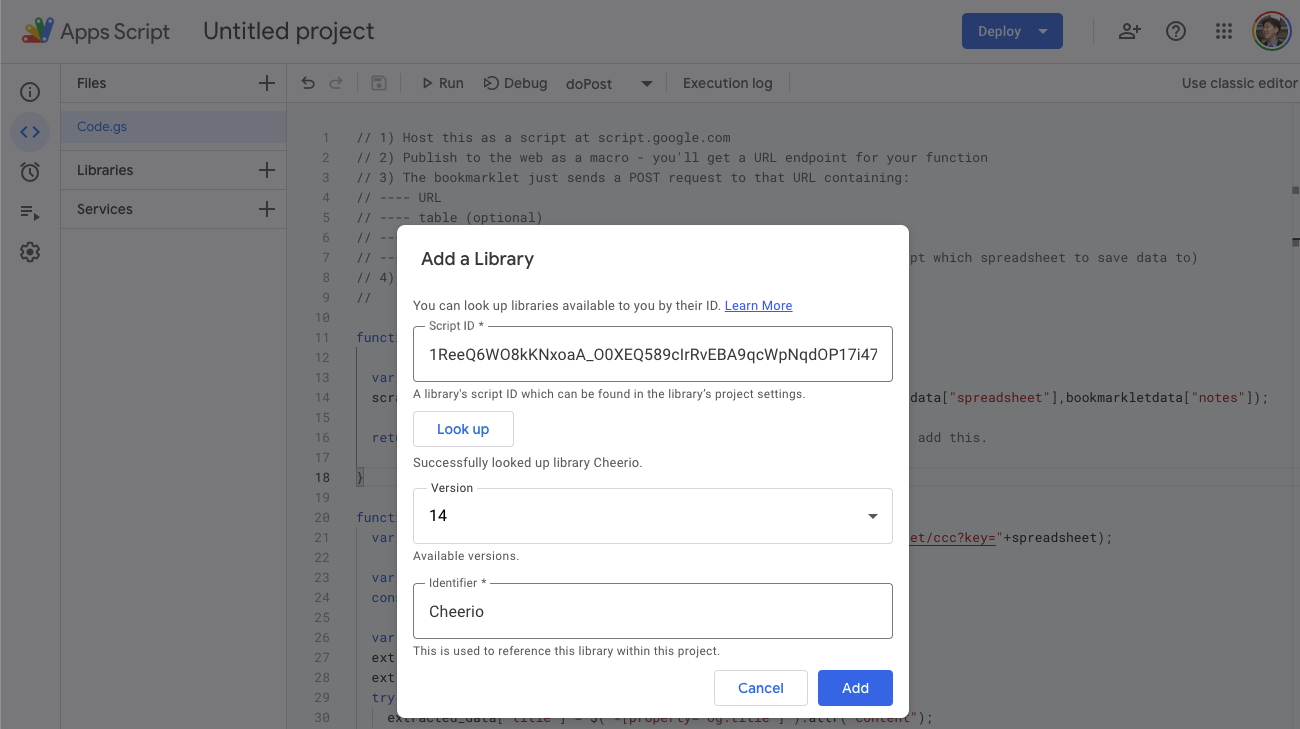 Apps Script Untitled project Deploy
Files Run Debug doPost Execution log Use classic editor
Code.gs
Libraries
Services
1 // 1) Host this as a script at script.google.com
2 // 2) Publish to the web as a macro - you'll get a URL endpoint for your function
3 // 3) The bookmarklet just sends a POST request to that URL containing:
4 // ---- URL
5 // ---- table (optional)
6 // --
7 // -- pt which spreadsheet to save data to)
8 // 4)
9 //
10
11 funct
12
13 var
14 scra data["spreadsheet"],bookmarkletdata["notes"]);
15
16 retu add this.
17
18 }
19
20 funct
21 var et/ccc?key="+spreadsheet);
22
23 var
24 cons
25
26 var
27 ext
28 ext
29 try
30 extracted_data["title"] = $("[property='og:title']").attr("content");
Add a Library
You can look up libraries available to you by their ID. Learn More
Script ID *
1ReeQ6WO8kKNxoaA_O0XEQ589cIrRvEBA9qcWpNqdOP17i47
A library's script ID which can be found in the library's project settings.
Look up
Successfully looked up library Cheerio.
Version
14
Available versions.
Identifier *
Cheerio
This is used to reference this library within this project.
Cancel Add